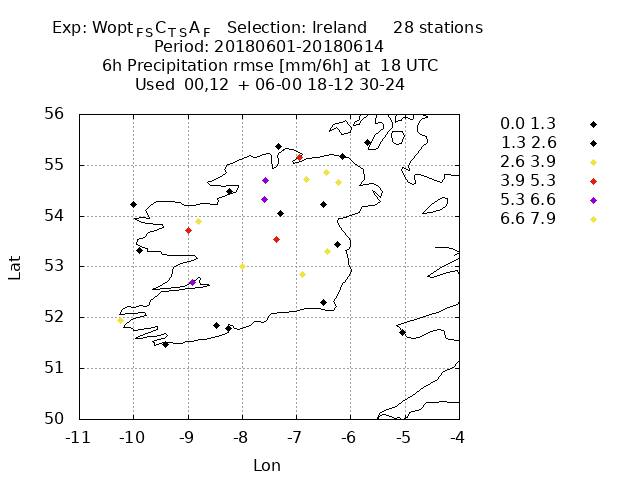 Exp: Wopt FS C TS A F   Selection: Ireland     28 stations
Period: 20180601-20180614
6h Precipitation rmse [mm/6h] at  18 UTC
Used  00,12  + 06-00 18-12 30-24
56
55
54
53
52
51
50
-11 -10 -9 -8 -7 -6 -5 -4
Lat
Lon
0.0 1.3
1.3 2.6
2.6 3.9
3.9 5.3
5.3 6.6
6.6 7.9